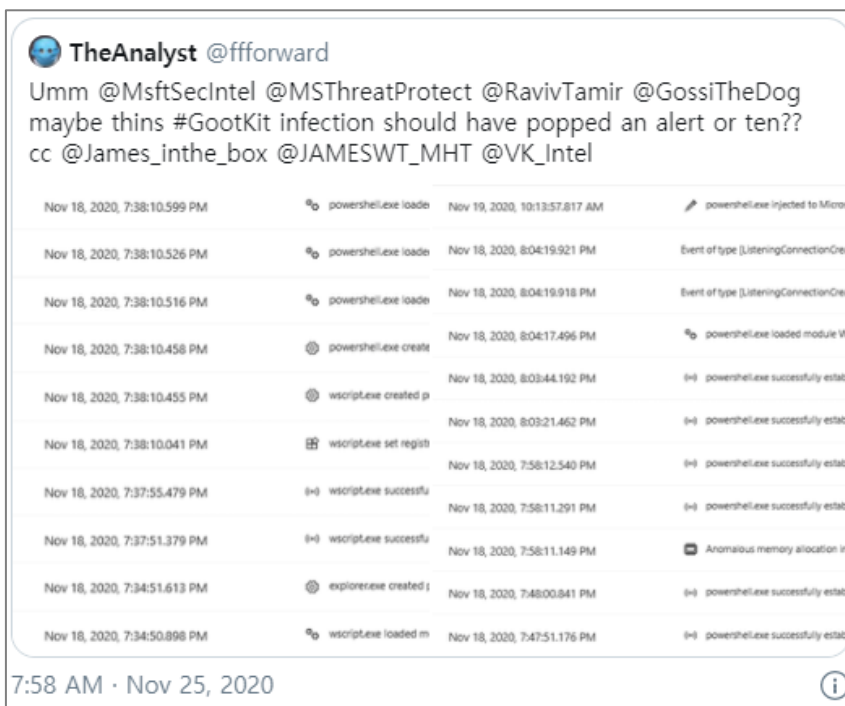 TheAnalyst @ffforward
Umm @MsftSecIntel @MSThreatProtect @RavivTamir @GossiTheDog
maybe thins #GootKit infection should have popped an alert or ten??
cc @James_inthe_box @JAMESWT_MHT @VK_Intel
Nov 18, 2020, 7:38:10.599 PM powershell.exe loade
Nov 18, 2020, 7:38:10.526 PM powershell.exe loade
Nov 18, 2020, 7:38:10.516 PM powershell.exe loade
Nov 18, 2020, 7:38:10.458 PM powershell.exe create
Nov 18, 2020, 7:38:10.455 PM wscript.exe created p
Nov 18, 2020, 7:38:10.041 PM wscript.exe set regist
Nov 18, 2020, 7:37:55.479 PM wscript.exe successfu
Nov 18, 2020, 7:37:51.379 PM wscript.exe successfu
Nov 18, 2020, 7:34:51.613 PM explorer.exe created p
Nov 18, 2020, 7:34:50.898 PM wscript.exe loaded m
Nov 19, 2020, 10:13:57.817 AM powershell.exe injected to Micro
Nov 18, 2020, 8:04:19.921 PM Event of type [ListeningConnectionCre
Nov 18, 2020, 8:04:19.918 PM Event of type [ListeningConnectionCre
Nov 18, 2020, 8:04:17.496 PM powershell.exe loaded module W
Nov 18, 2020, 8:03:44.192 PM powershell.exe successfully estab
Nov 18, 2020, 8:03:21.462 PM powershell.exe successfully estab
Nov 18, 2020, 7:58:12.540 PM powershell.exe successfully estab
Nov 18, 2020, 7:58:11.291 PM powershell.exe successfully estab
Nov 18, 2020, 7:58:11.149 PM Anomalous memory allocation in
Nov 18, 2020, 7:48:00.841 PM powershell.exe successfully estab
Nov 18, 2020, 7:47:51.176 PM powershell.exe successfully estab
7:58 AM · Nov 25, 2020